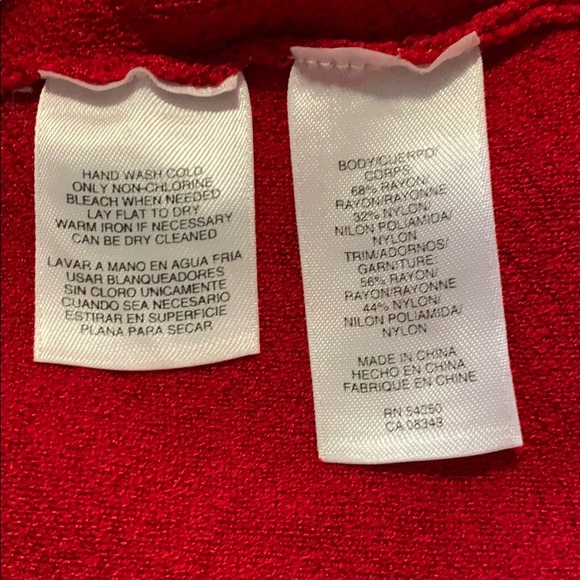 HAND WASH COLD
ONLY NON-CHLORINE
BLEACH WHEN NEEDED
LAY FLAT TO DRY
WARM IRON IF NECESSARY
CAN BE DRY CLEANED
LAVAR A MANO EN AGUA FRIA
USAR BLANQUEADORES
SIN CLORO UNICAMENTE
CUANDO SEA NECESARIO
ESTIRAR EN SUPERFICIE
PLANA PARA SECAR
BODY/CUERPO/
CORPS:
68% RAYON/
RAYON/RAYONNE
32% NYLON/
NILON POLIAMIDA/
NYLON
TRIM/ADORNOS/
GARNITURE:
56% RAYON/
RAYON/RAYONNE
44% NYLON/
NILON POLIAMIDA/
NYLON
MADE IN CHINA
HECHO EN CHINA
FABRIQUE EN CHINE
RN 54050
CA 08349